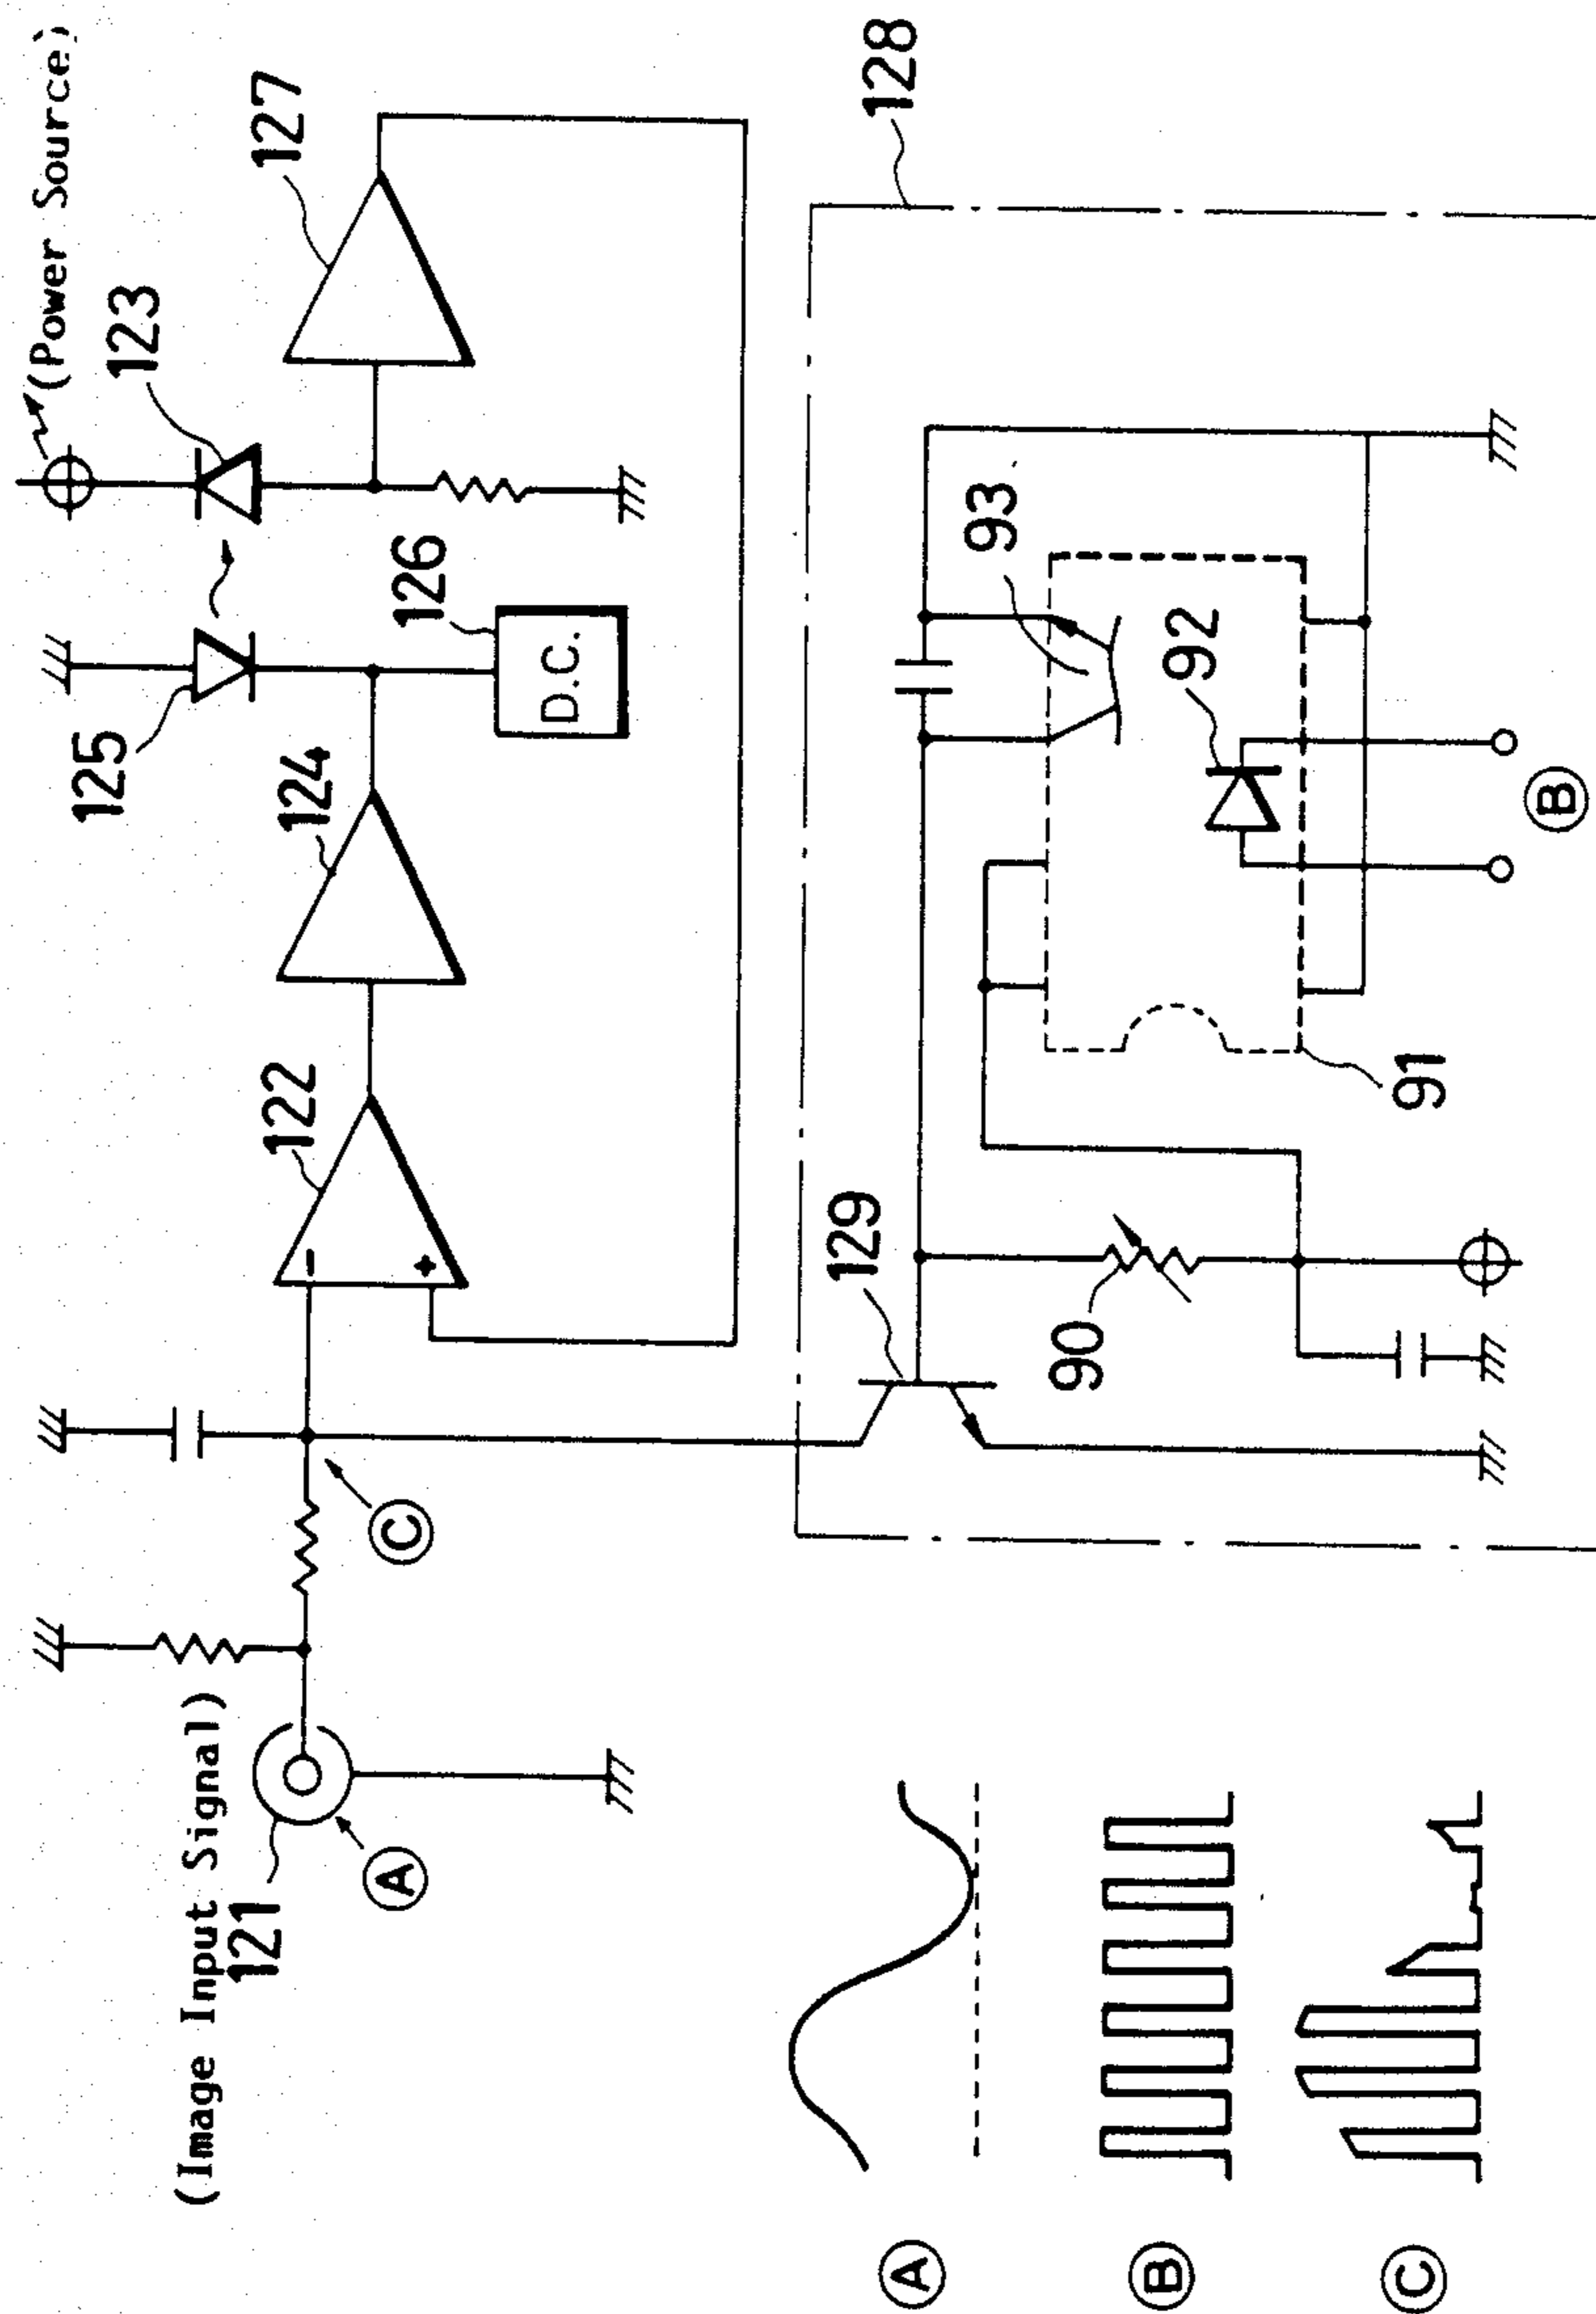 (Power Source)
(Image Input Signal)
121
122
124
125
123
127
126
D.C.
A
C
+
128
129
90
91
92
93
B
A
B
C